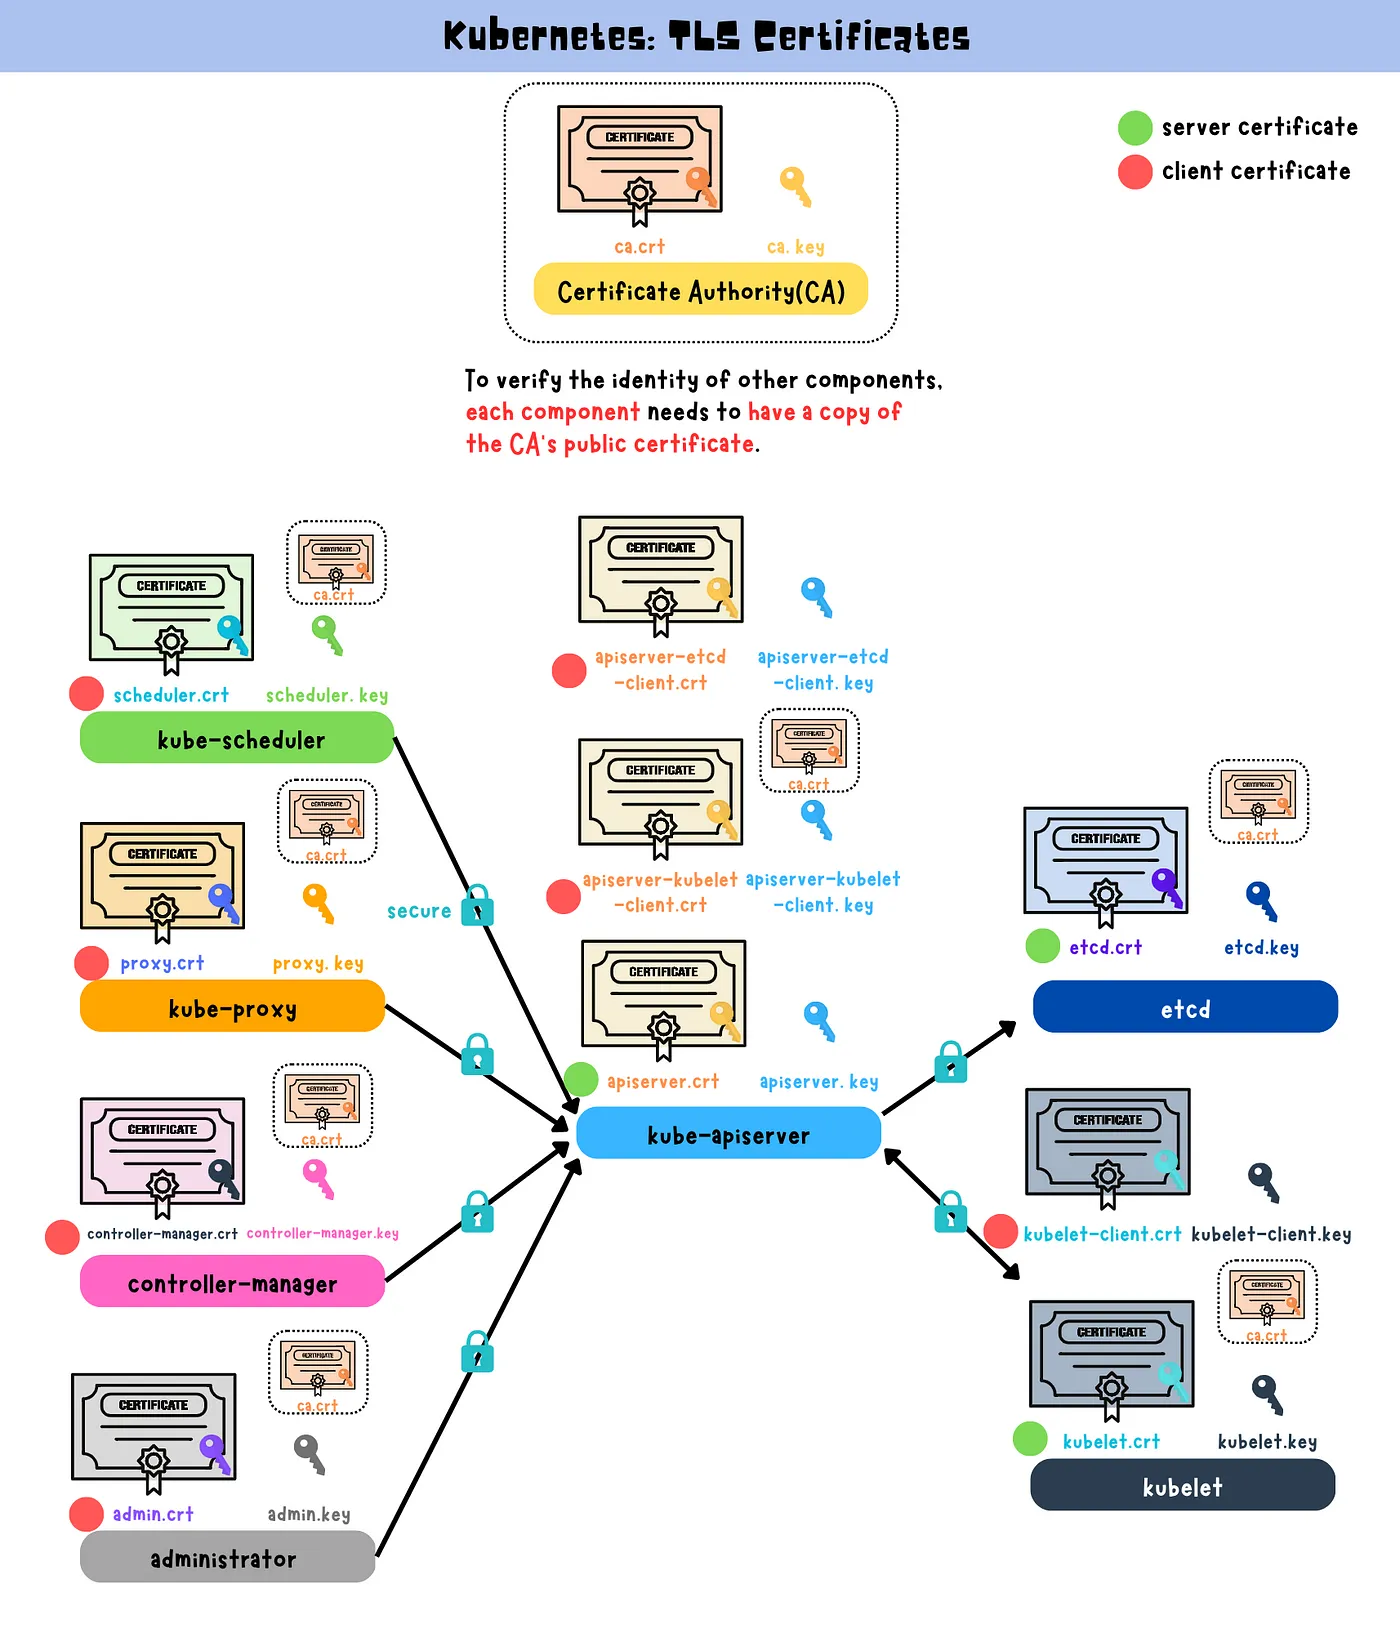 Kubernetes: TLS Certificates
server certificate
client certificate
CERTIFICATE
ca.crt
ca. key
Certificate Authority(CA)
To verify the identity of other components,
each component needs to have a copy of
the CA's public certificate.
CERTIFICATE
CERTIFICATE
ca.crt
scheduler.crt
scheduler. key
kube-scheduler
CERTIFICATE
CERTIFICATE
ca.crt
proxy.crt
proxy. key
kube-proxy
CERTIFICATE
CERTIFICATE
ca.crt
controller-manager.crt
controller-manager.key
controller-manager
CERTIFICATE
CERTIFICATE
ca.crt
admin.crt
admin.key
administrator
secure
CERTIFICATE
apiserver-etcd
-client.crt
apiserver-etcd
-client. key
CERTIFICATE
CERTIFICATE
ca.crt
apiserver-kubelet
-client.crt
apiserver-kubelet
-client. key
CERTIFICATE
apiserver.crt
apiserver. key
kube-apiserver
CERTIFICATE
CERTIFICATE
ca.crt
etcd.crt
etcd.key
etcd
CERTIFICATE
kubelet-client.crt
kubelet-client.key
CERTIFICATE
CERTIFICATE
ca.crt
kubelet.crt
kubelet.key
kubelet